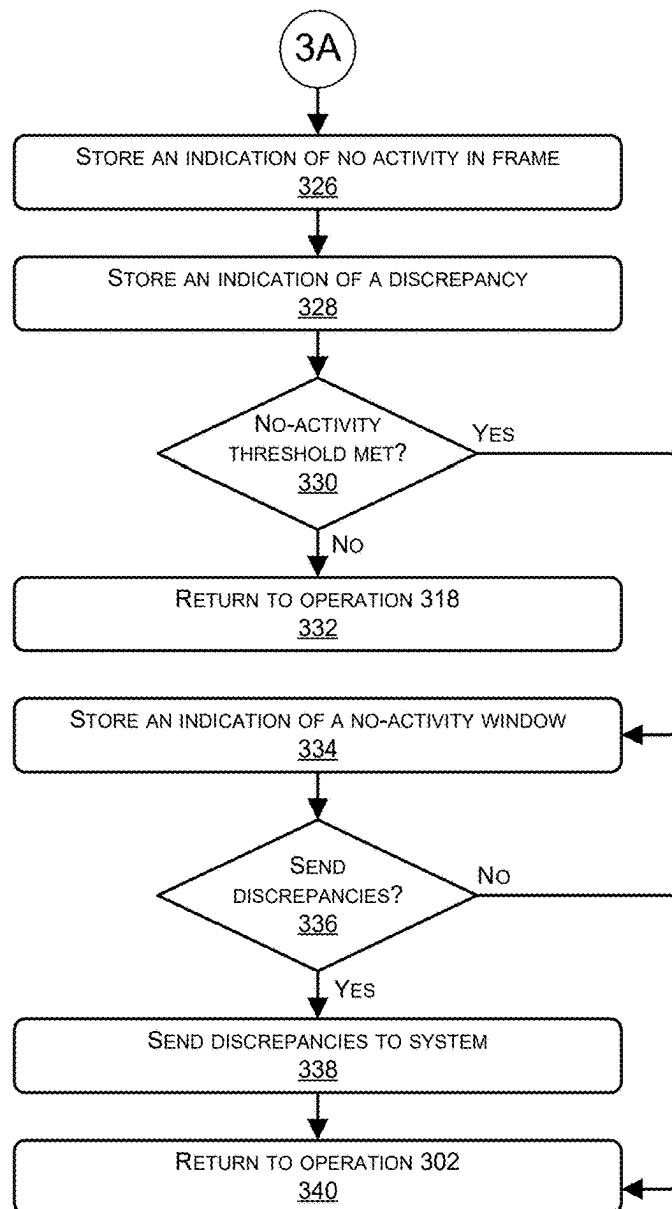 3A
STORE AN INDICATION OF NO ACTIVITY IN FRAME
326
STORE AN INDICATION OF A DISCREPANCY
328
NO-ACTIVITY
THRESHOLD MET?
330
YES
NO
RETURN TO OPERATION 318
332
STORE AN INDICATION OF A NO-ACTIVITY WINDOW
334
SEND
DISCREPANCIES?
336
NO
YES
SEND DISCREPANCIES TO SYSTEM
338
RETURN TO OPERATION 302
340